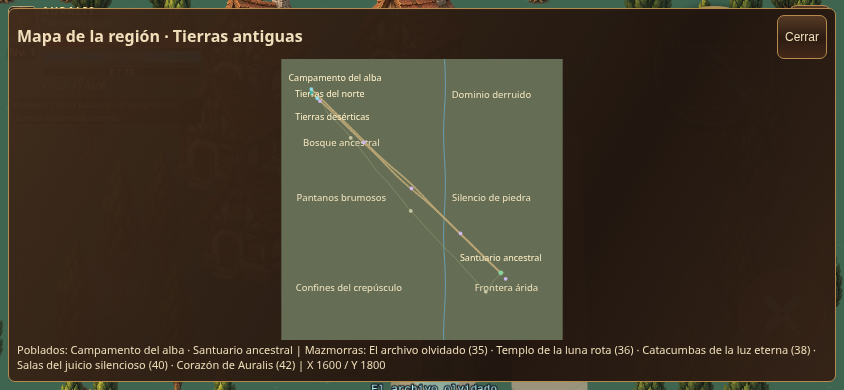 Mapa de la región · Tierras antiguas
Cerrar
Campamento del alba
Tierras del norte
Dominio derruido
Tierras desérticas
Bosque ancestral
Pantanos brumosos
Silencio de piedra
Santuario ancestral
Confines del crepúsculo
Frontera árida
Poblados: Campamento del alba · Santuario ancestral | Mazmorras: El archivo olvidado (35) · Templo de la luna rota (36) · Catacumbas de la luz eterna (38) ·
Salas del juicio silencioso (40) · Corazón de Auralis (42) | X 1600 / Y 1800
El archivo olvidado